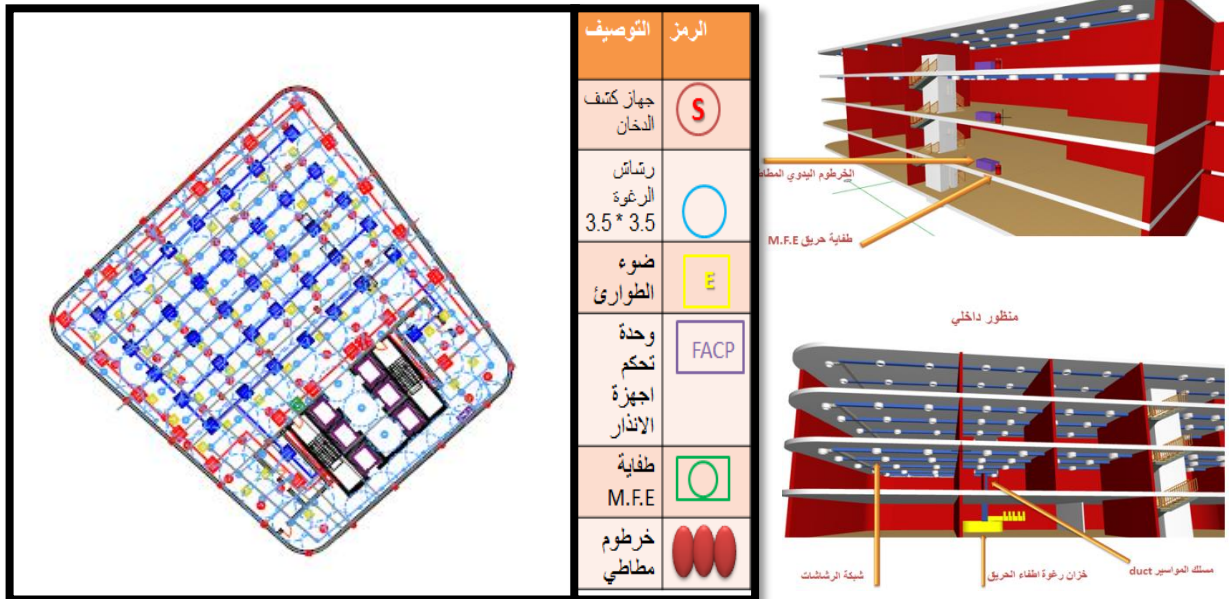 الرمز التوصيف
S جهاز كشف
الدخان
رشاش
الرغوة
3.5 * 3.5
E ضوء
الطوارئ
FACP وحدة
تحكم
اجهزة
الانذار
طفاية
M.F.E
خرطوم
مطاطي
الخرطوم اليدوي المطاط
طفاية حريق M.F.E
منظور داخلي
شبكة الرشاشات
خزان رغوة اطفاء الحريق
مسلك المواسير duct